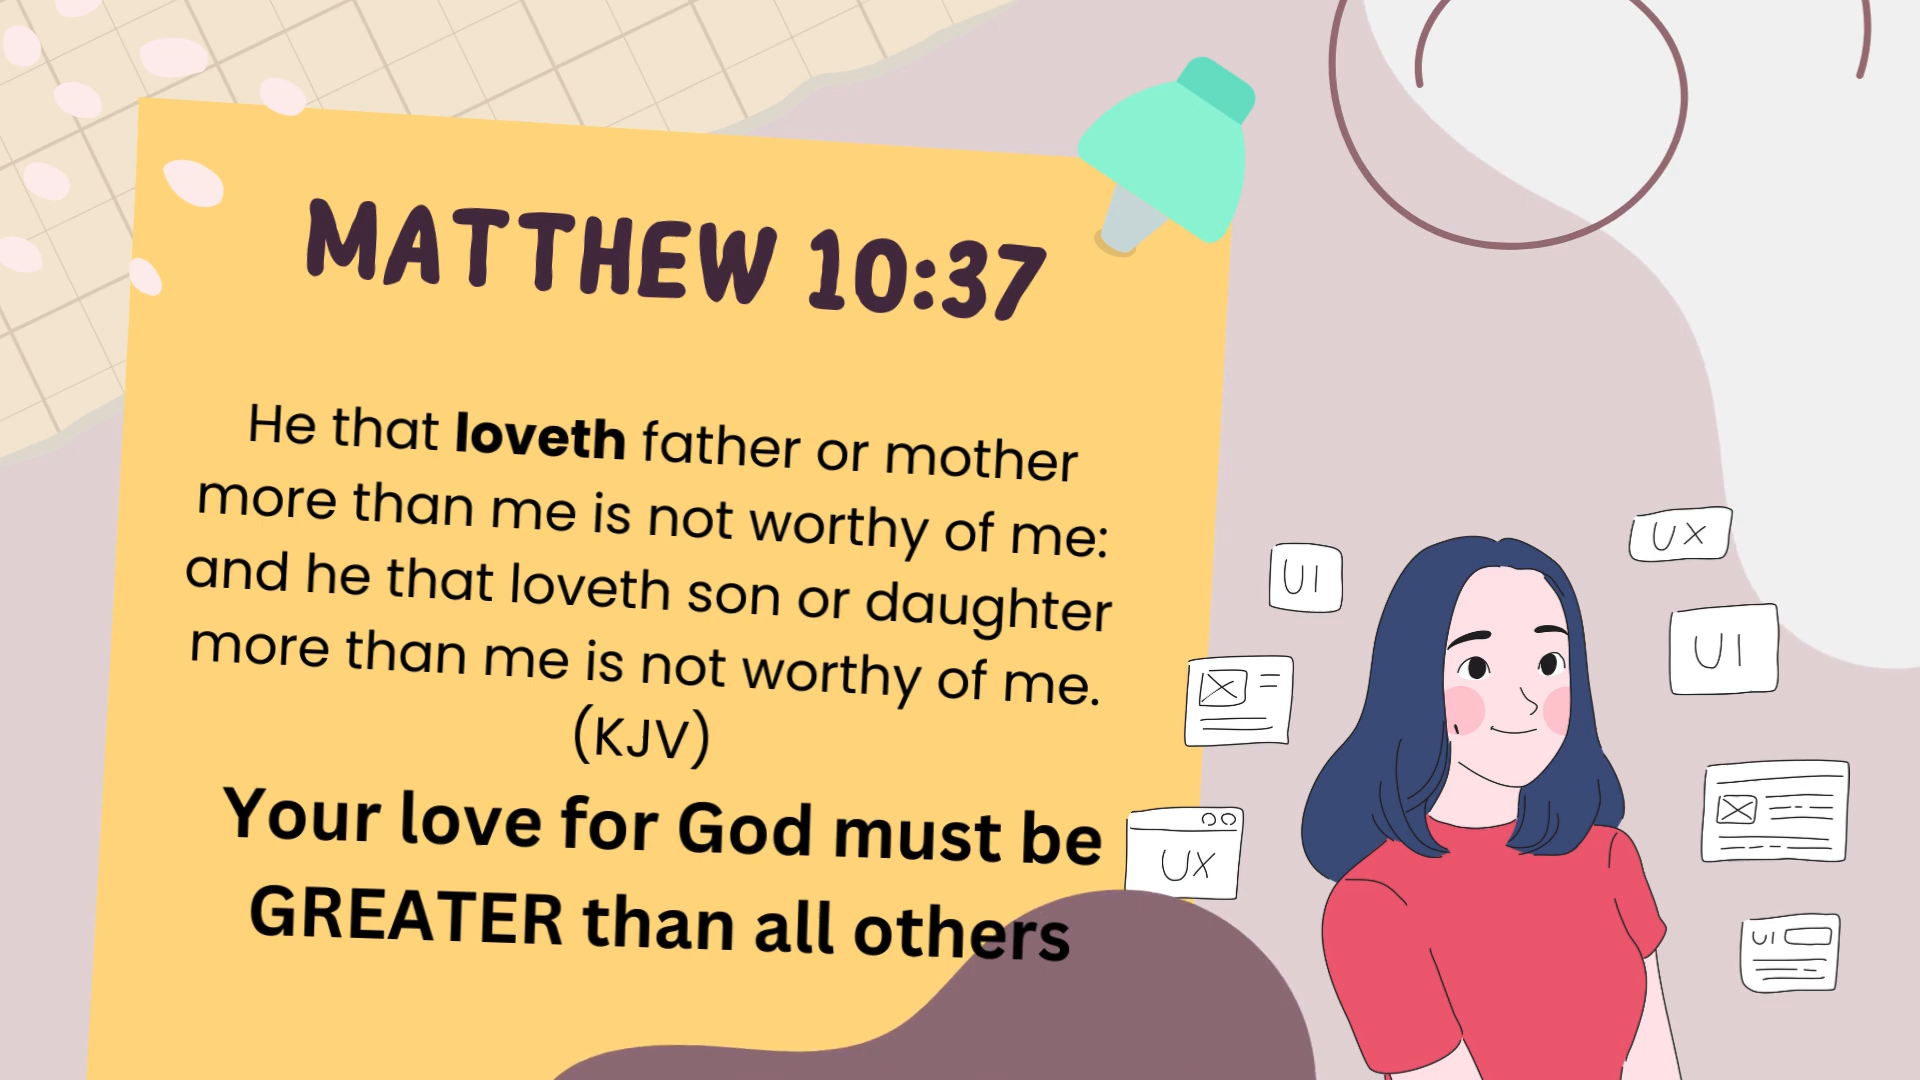 MATTHEW 10:37
He that loveth father or mother
more than me is not worthy of me:
and he that loveth son or daughter
more than me is not worthy of me.
(KJV)
Your love for God must be
GREATER than all others
UI
UX
UI
UX
UI